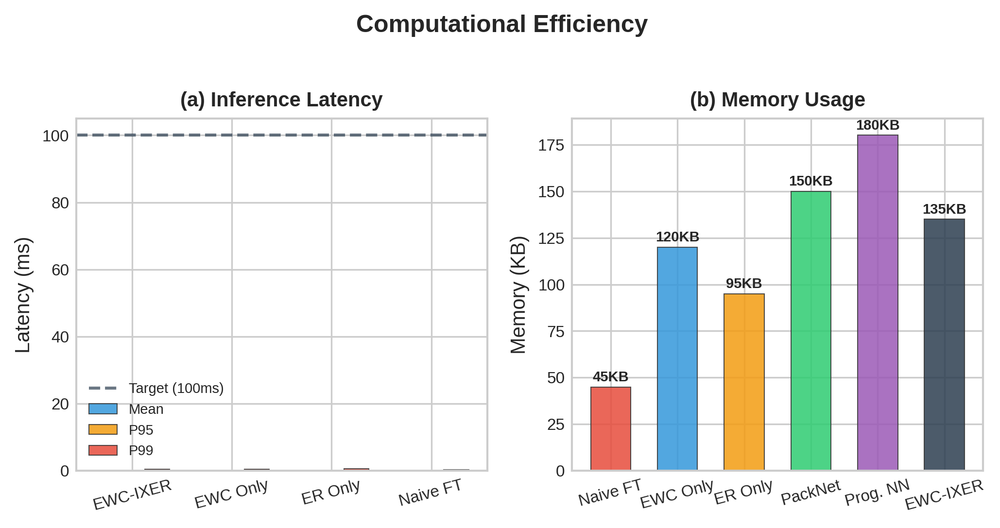 Computational Efficiency
(a) Inference Latency
Latency (ms)
100
80
60
40
20
0
Target (100ms)
Mean
P95
P99
EWC-IXER
EWC Only
ER Only
Naive FT
(b) Memory Usage
Memory (KB)
175
150
125
100
75
50
25
0
45KB
120KB
95KB
150KB
180KB
135KB
Naive FT
EWC Only
ER Only
PackNet
Prog. NN
EWC-IXER